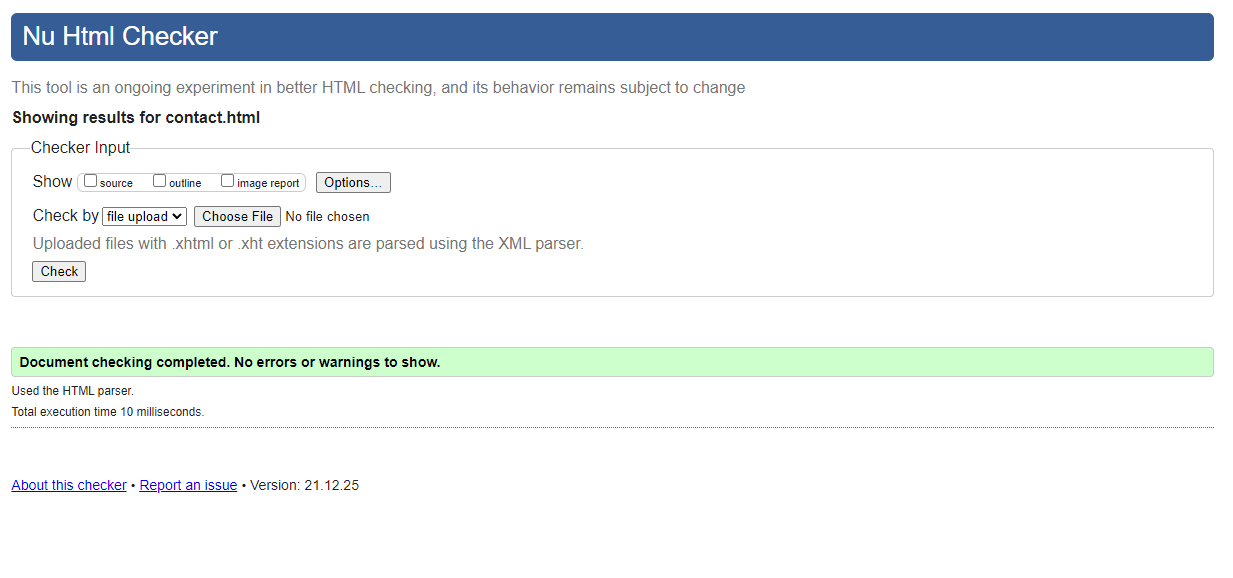 Nu Html Checker
This tool is an ongoing experiment in better HTML checking, and its behavior remains subject to change
Showing results for contact.html
Checker Input
Show source outline image report Options...
Check by file upload Choose File No file chosen
Uploaded files with .xhtml or .xht extensions are parsed using the XML parser.
Check
Document checking completed. No errors or warnings to show.
Used the HTML parser.
Total execution time 10 milliseconds.
About this checker • Report an issue • Version: 21.12.25